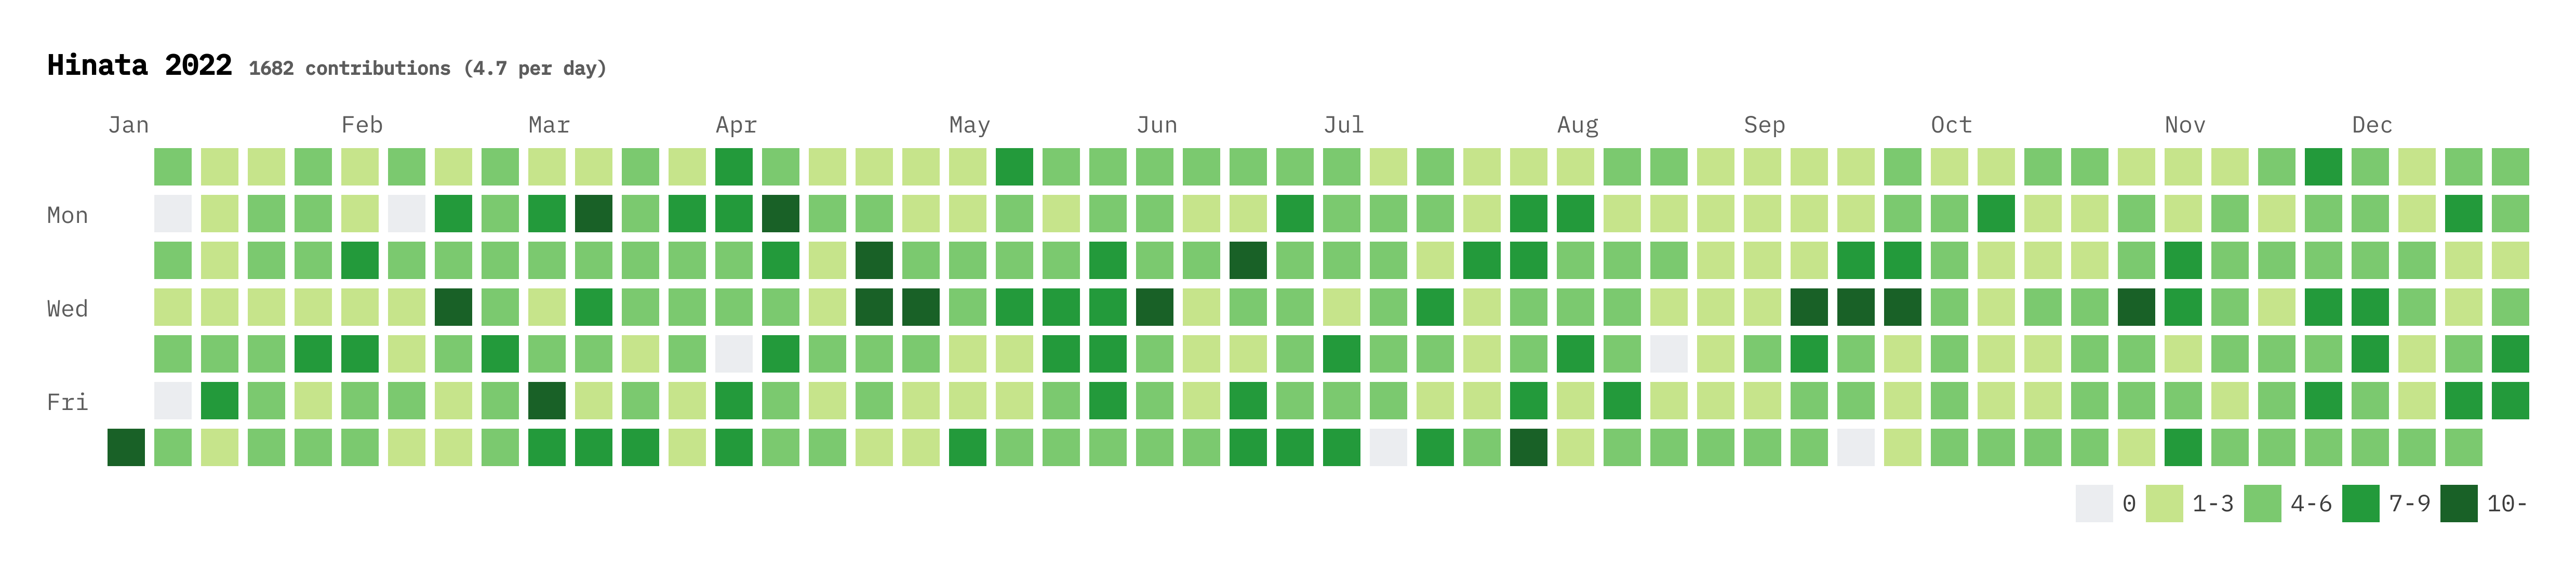 Hinata 2022 1682 contributions (4.7 per day)
Jan Feb Mar Apr May Jun Jul Aug Sep Oct Nov Dec
Mon
Wed
Fri
0 1-3 4-6 7-9 10-